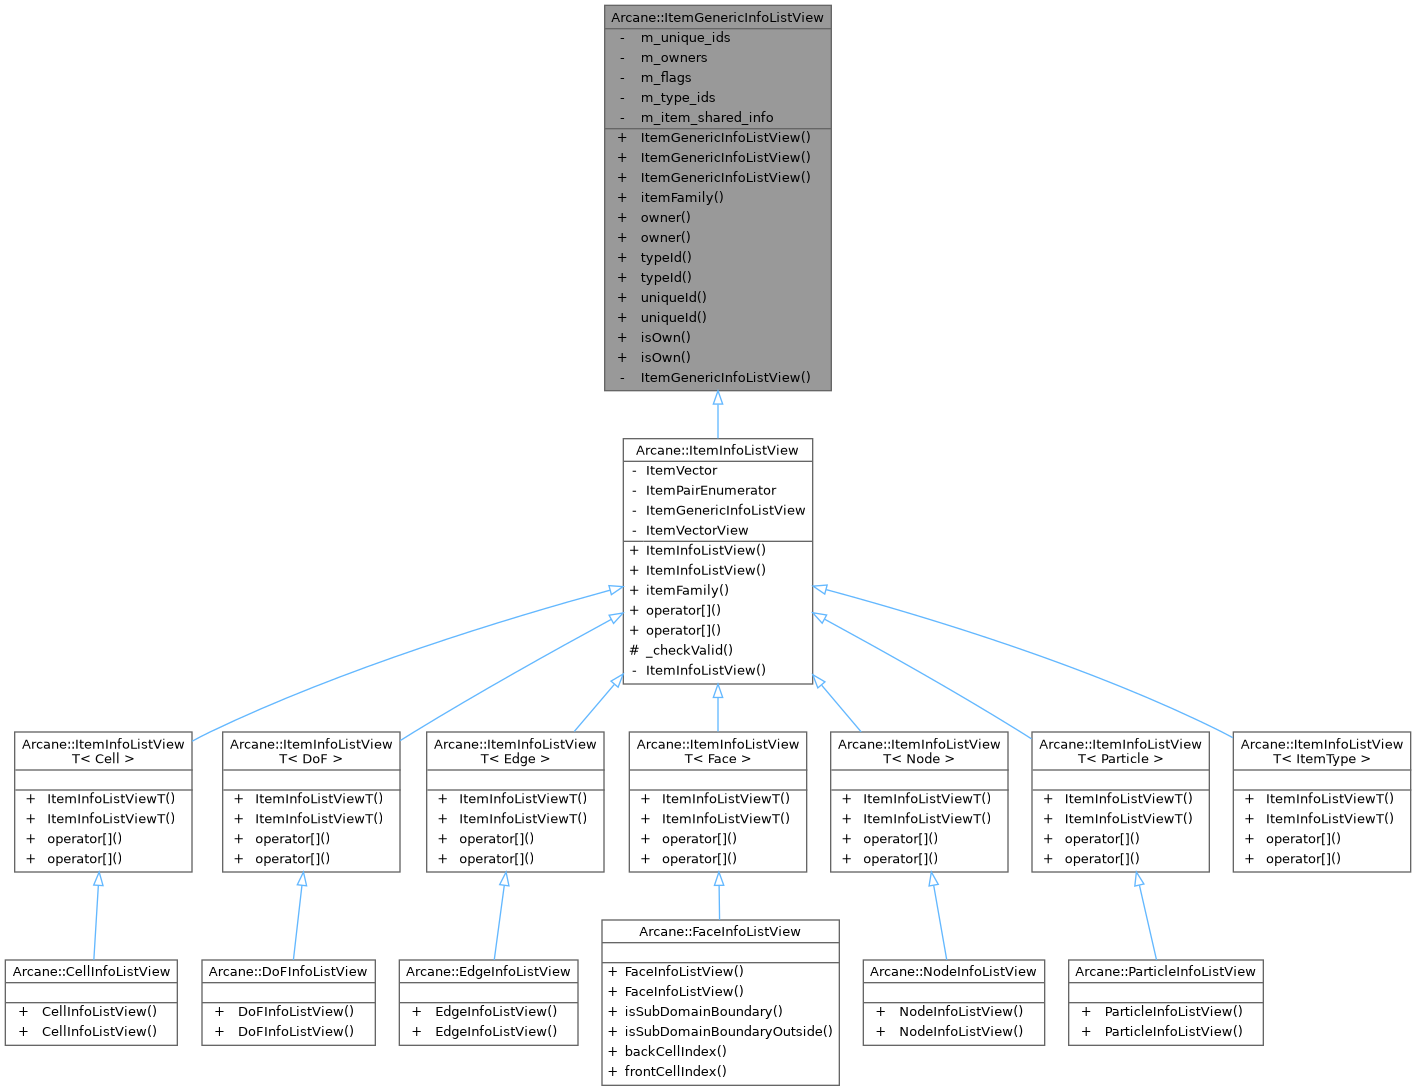 Arcane::ItemGenericInfoListView
- m_unique_ids
- m_owners
- m_flags
- m_type_ids
- m_item_shared_info
+ ItemGenericInfoListView()
+ ItemGenericInfoListView()
+ ItemGenericInfoListView()
+ itemFamily()
+ owner()
+ owner()
+ typeId()
+ typeId()
+ uniqueId()
+ uniqueId()
+ isOwn()
+ isOwn()
- ItemGenericInfoListView()
Arcane::ItemInfoListView
- ItemVector
- ItemPairEnumerator
- ItemGenericInfoListView
- ItemVectorView
+ ItemInfoListView()
+ ItemInfoListView()
+ itemFamily()
+ operator[]()
+ operator[]()
# _checkValid()
- ItemInfoListView()
Arcane::ItemInfoListView
T< Cell >
+ ItemInfoListViewT()
+ ItemInfoListViewT()
+ operator[]()
+ operator[]()
Arcane::ItemInfoListView
T< DoF >
+ ItemInfoListViewT()
+ ItemInfoListViewT()
+ operator[]()
+ operator[]()
Arcane::ItemInfoListView
T< Edge >
+ ItemInfoListViewT()
+ ItemInfoListViewT()
+ operator[]()
+ operator[]()
Arcane::ItemInfoListView
T< Face >
+ ItemInfoListViewT()
+ ItemInfoListViewT()
+ operator[]()
+ operator[]()
Arcane::ItemInfoListView
T< Node >
+ ItemInfoListViewT()
+ ItemInfoListViewT()
+ operator[]()
+ operator[]()
Arcane::ItemInfoListView
T< Particle >
+ ItemInfoListViewT()
+ ItemInfoListViewT()
+ operator[]()
+ operator[]()
Arcane::ItemInfoListView
T< ItemType >
+ ItemInfoListViewT()
+ ItemInfoListViewT()
+ operator[]()
+ operator[]()
Arcane::CellInfoListView
+ CellInfoListView()
+ CellInfoListView()
Arcane::DoFInfoListView
+ DoFInfoListView()
+ DoFInfoListView()
Arcane::EdgeInfoListView
+ EdgeInfoListView()
+ EdgeInfoListView()
Arcane::FaceInfoListView
+ FaceInfoListView()
+ FaceInfoListView()
+ isSubDomainBoundary()
+ isSubDomainBoundaryOutside()
+ backCellIndex()
+ frontCellIndex()
Arcane::NodeInfoListView
+ NodeInfoListView()
+ NodeInfoListView()
Arcane::ParticleInfoListView
+ ParticleInfoListView()
+ ParticleInfoListView()